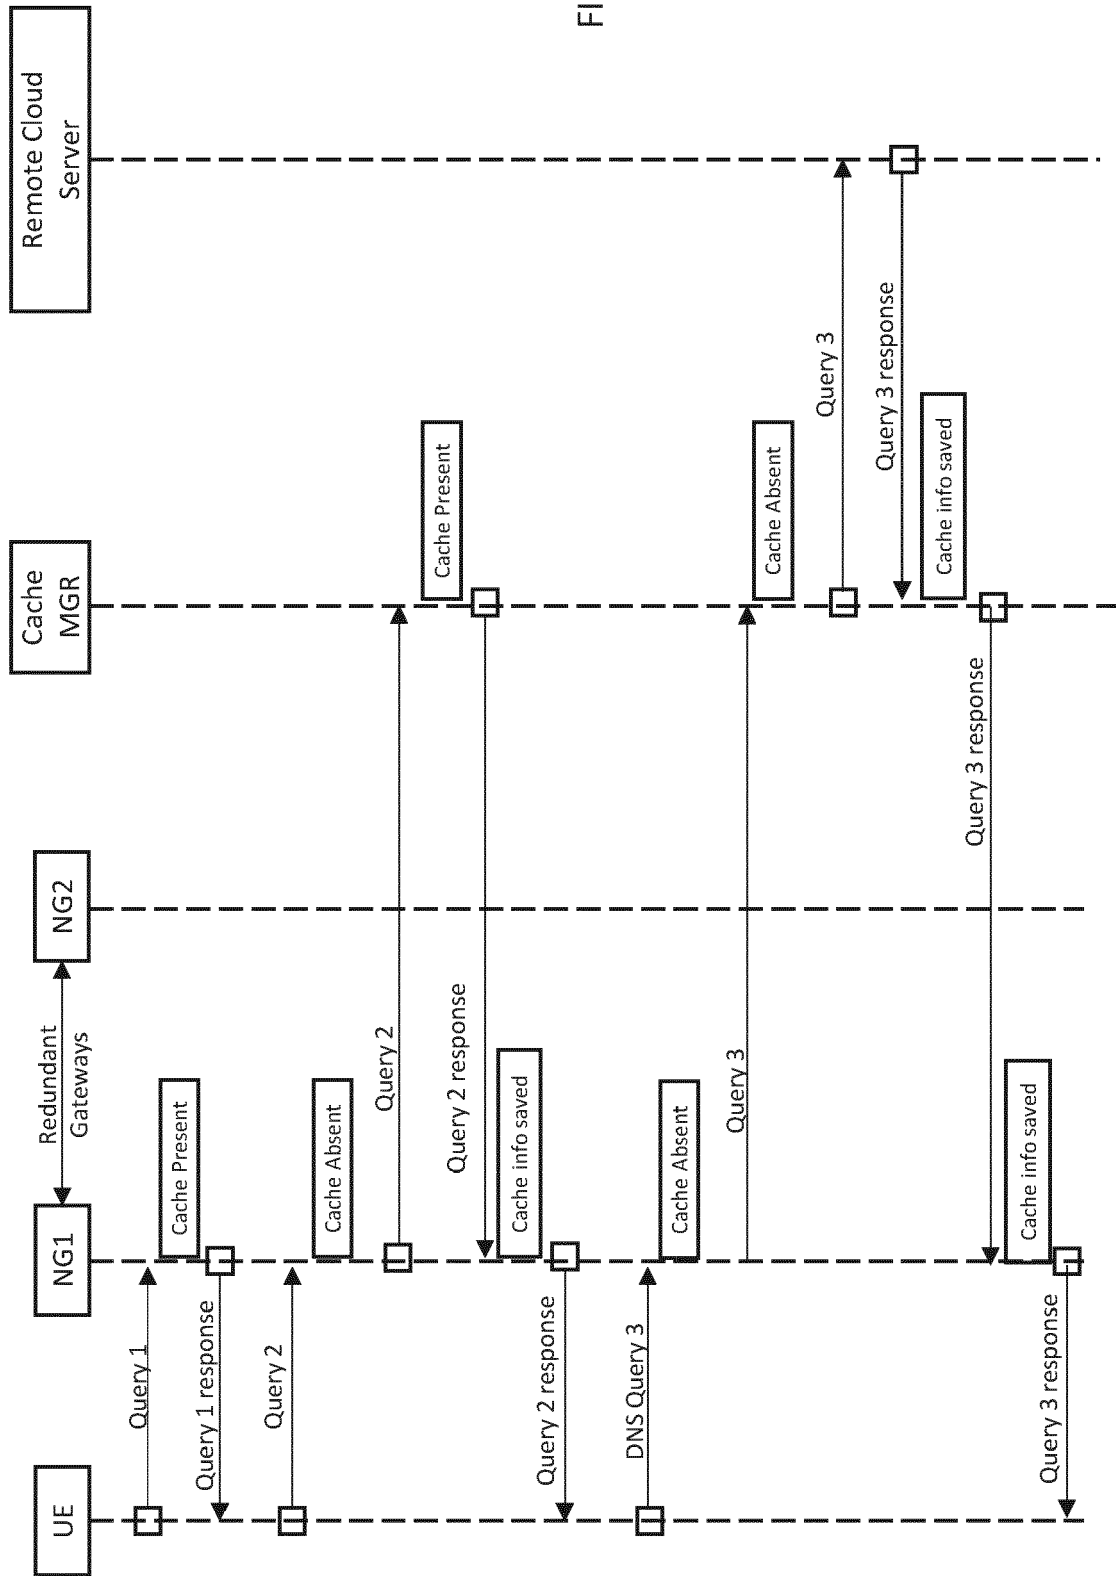 UE
NG1
Redundant
Gateways
NG2
Cache
MGR
Remote Cloud
Server
Query 1
Cache Present
Query 1 response
Query 2
Cache Absent
Query 2
Cache Present
Query 2 response
Cache info saved
Query 2 response
DNS Query 3
Cache Absent
Query 3
Cache Absent
Query 3
Query 3 response
Cache info saved
Query 3 response
Cache info saved
Query 3 response
FI